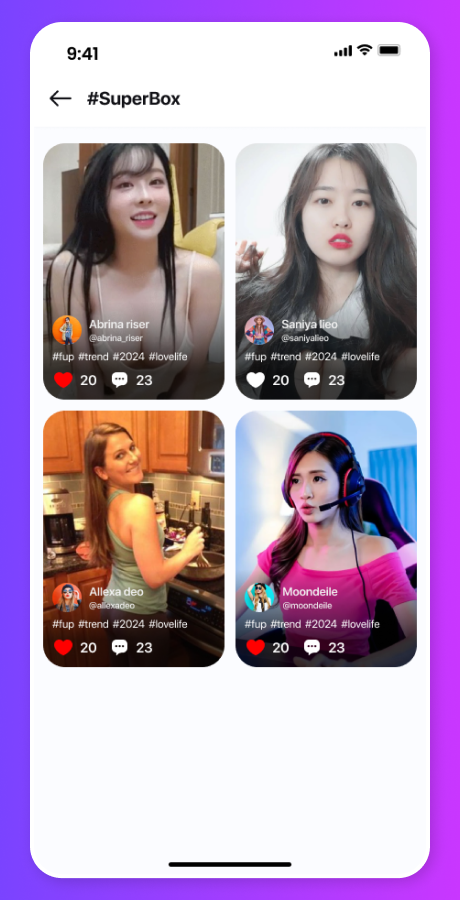 9:41
#SuperBox
Abrina riser
@abrina_riser
#fup #trend #2024 #lovelife
20 23
Saniya lieo
@saniyalieo
#fup #trend #2024 #lovelife
20 23
Allexa deo
@allexadeo
#fup #trend #2024 #lovelife
20 23
Moondeile
@moondeile
#fup #trend #2024 #lovelife
20 23